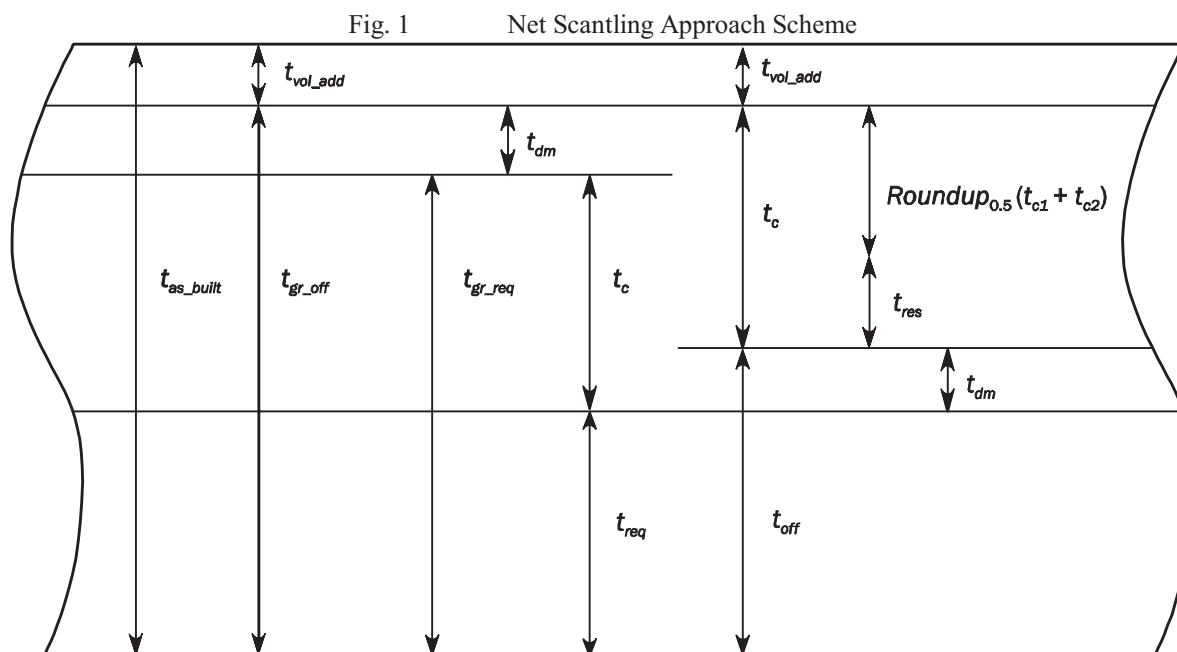 Fig. 1 Net Scantling Approach Scheme
t_vol_add t_vol_add
t_dm
Roundup_0.5 (t_c1 + t_c2)
t_c
t_as_built t_gr_off t_gr_req t_c
t_res
t_dm
t_req t_off